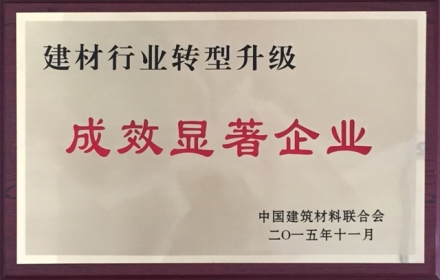 建材行业转型升级
成效显著企业
中国建筑材料联合会
二〇一五年十一月